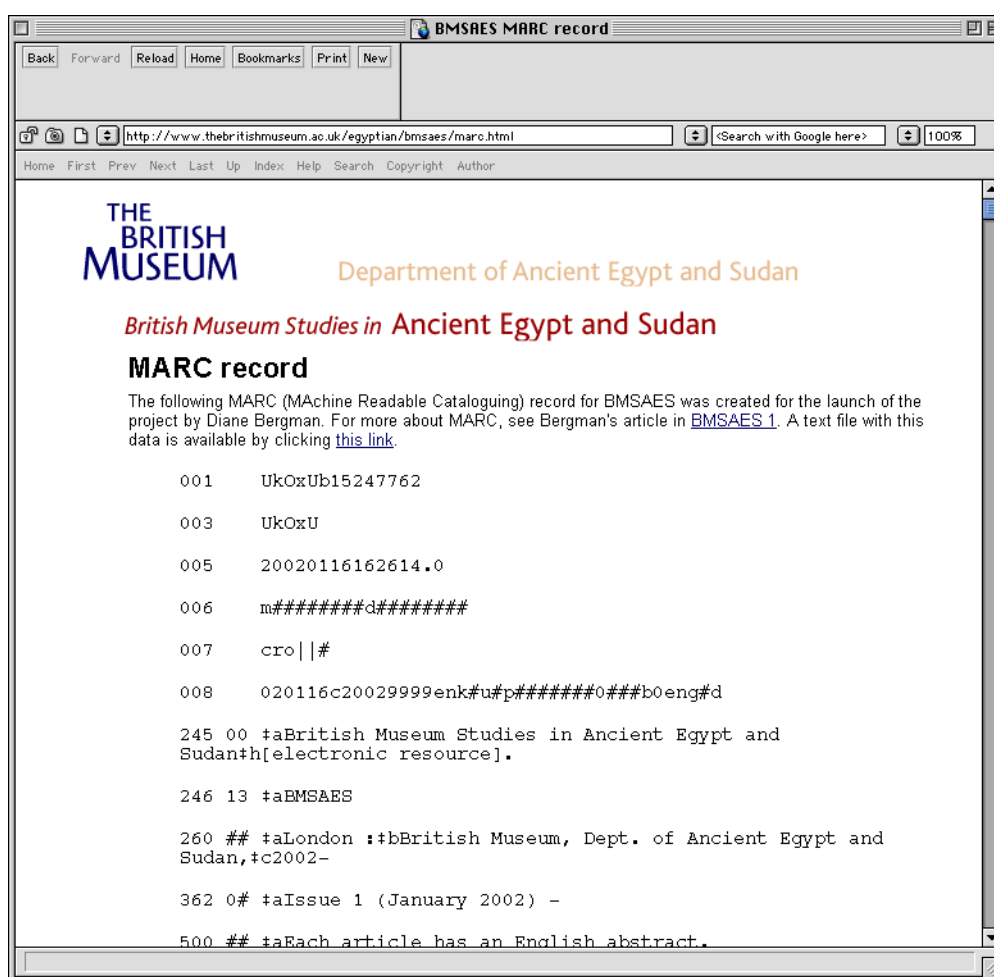 BMSAES MARC record
Back Forward Reload Home Bookmarks Print New
http://www.thebritishmuseum.ac.uk/egyptian/bmsaes/marc.html <Search with Google here> 100%
Home First Prev Next Last Up Index Help Search Copyright Author
THE
BRITISH
MUSEUM
Department of Ancient Egypt and Sudan
British Museum Studies in Ancient Egypt and Sudan
MARC record
The following MARC (MAchine Readable Cataloguing) record for BMSAES was created for the launch of the
project by Diane Bergman. For more about MARC, see Bergman's article in BMSAES 1. A text file with this
data is available by clicking this link.
001 UkOxUb15247762
003 UkOxU
005 20020116162614.0
006 m########d########
007 cro||#
008 020116c20029999enk#u#p#######0###b0eng#d
245 00 ‡aBritish Museum Studies in Ancient Egypt and
Sudan‡h[electronic resource].
246 13 ‡aBMSAES
260 ## ‡aLondon :‡bBritish Museum, Dept. of Ancient Egypt and
Sudan,‡c2002-
362 0# ‡aIssue 1 (January 2002) -
500 ## ‡aEach article has an English abstract.